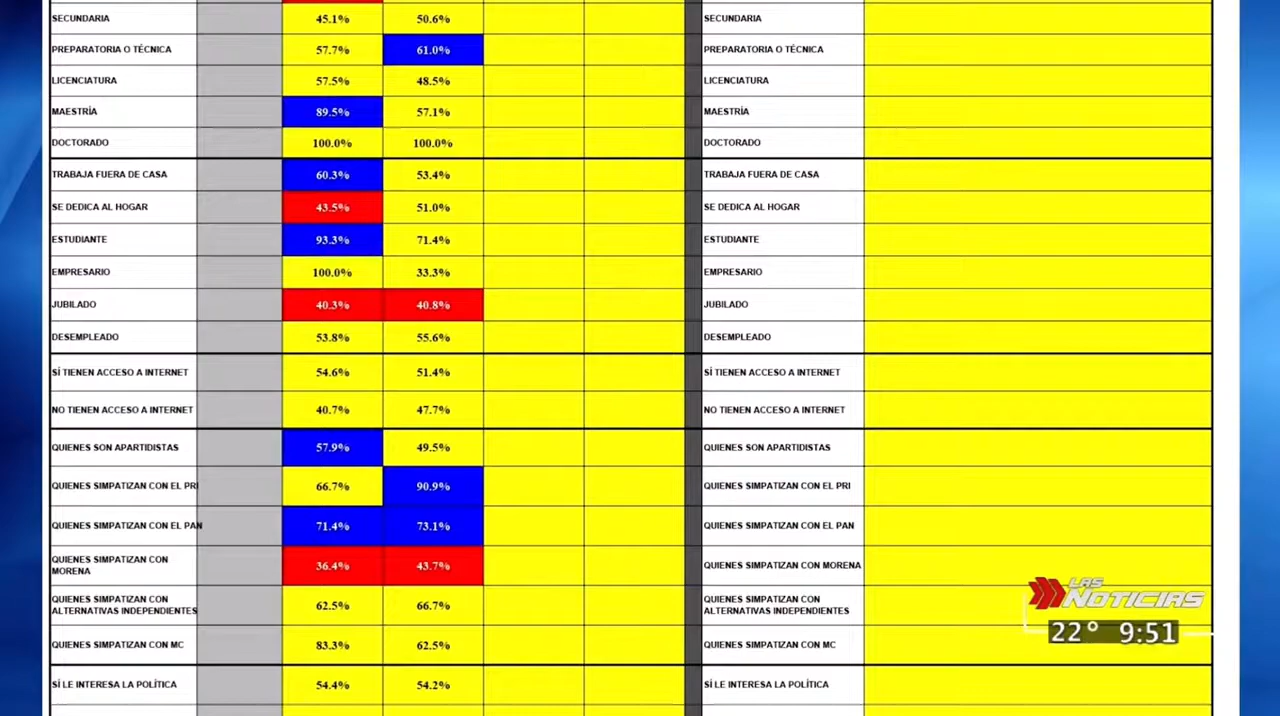 SECUNDARIA 45.1% 50.6% SECUNDARIA
PREPARATORIA O TÉCNICA 57.7% 61.0% PREPARATORIA O TÉCNICA
LICENCIATURA 57.5% 48.5% LICENCIATURA
MAESTRÍA 89.5% 57.1% MAESTRÍA
DOCTORADO 100.0% 100.0% DOCTORADO
TRABAJA FUERA DE CASA 60.3% 53.4% TRABAJA FUERA DE CASA
SE DEDICA AL HOGAR 43.5% 51.0% SE DEDICA AL HOGAR
ESTUDIANTE 93.3% 71.4% ESTUDIANTE
EMPRESARIO 100.0% 33.3% EMPRESARIO
JUBILADO 40.3% 40.8% JUBILADO
DESEMPLEADO 53.8% 55.6% DESEMPLEADO
SÍ TIENEN ACCESO A INTERNET 54.6% 51.4% SÍ TIENEN ACCESO A INTERNET
NO TIENEN ACCESO A INTERNET 40.7% 47.7% NO TIENEN ACCESO A INTERNET
QUIENES SON APARTIDISTAS 57.9% 49.5% QUIENES SON APARTIDISTAS
QUIENES SIMPATIZAN CON EL PRI 66.7% 90.9% QUIENES SIMPATIZAN CON EL PRI
QUIENES SIMPATIZAN CON EL PAN 71.4% 73.1% QUIENES SIMPATIZAN CON EL PAN
QUIENES SIMPATIZAN CON
MORENA 36.4% 43.7% QUIENES SIMPATIZAN CON MORENA
QUIENES SIMPATIZAN CON
ALTERNATIVAS INDEPENDIENTES 62.5% 66.7% QUIENES SIMPATIZAN CON
ALTERNATIVAS INDEPENDIENTES
QUIENES SIMPATIZAN CON MC 83.3% 62.5% QUIENES SIMPATIZAN CON MC
SÍ LE INTERESA LA POLÍTICA 54.4% 54.2% SÍ LE INTERESA LA POLÍTICA
LAS
NOTICIAS
22° 9:51